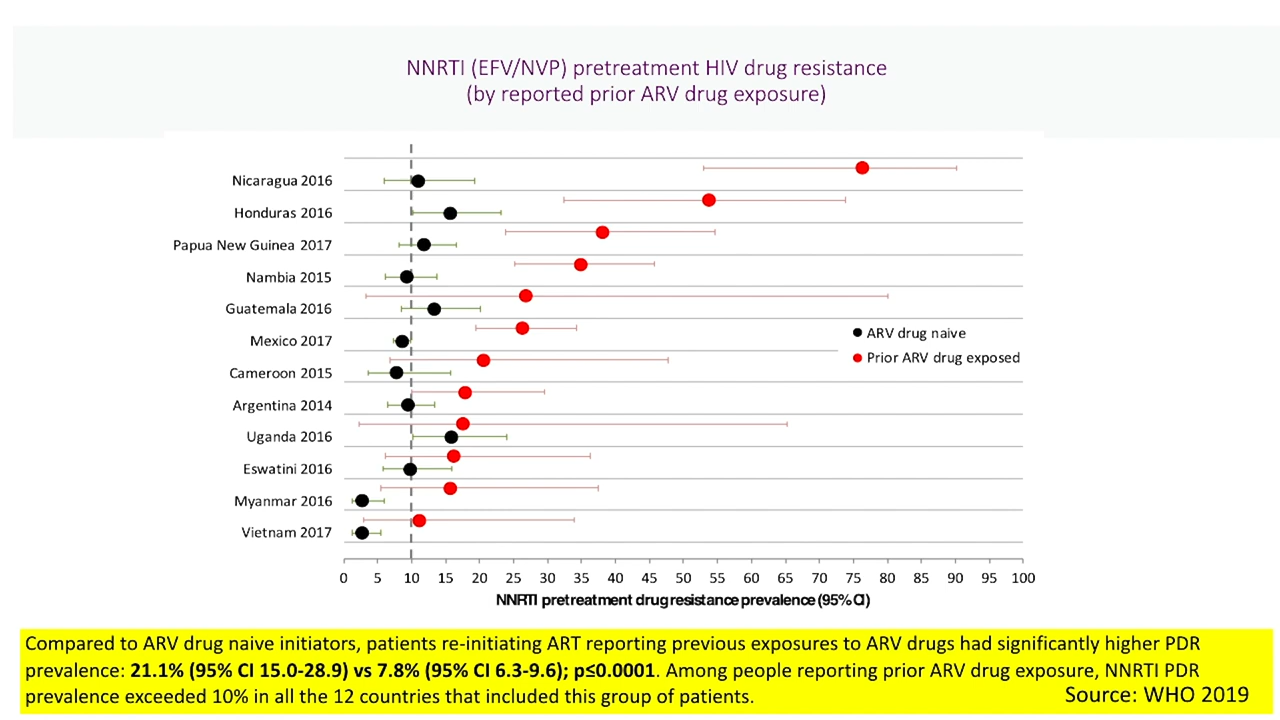 NNRTI (EFV/NVP) pretreatment HIV drug resistance
(by reported prior ARV drug exposure)
Nicaragua 2016
Honduras 2016
Papua New Guinea 2017
Nambia 2015
Guatemala 2016
Mexico 2017
Cameroon 2015
Argentina 2014
Uganda 2016
Eswatini 2016
Myanmar 2016
Vietnam 2017
ARV drug naive
Prior ARV drug exposed
0 5 10 15 20 25 30 35 40 45 50 55 60 65 70 75 80 85 90 95 100
NNRTI pretreatment drug resistance prevalence (95% CI)
Compared to ARV drug naive initiators, patients re-initiating ART reporting previous exposures to ARV drugs had significantly higher PDR
prevalence: 21.1% (95% CI 15.0-28.9) vs 7.8% (95% CI 6.3-9.6); p≤0.0001. Among people reporting prior ARV drug exposure, NNRTI PDR
prevalence exceeded 10% in all the 12 countries that included this group of patients.
Source: WHO 2019